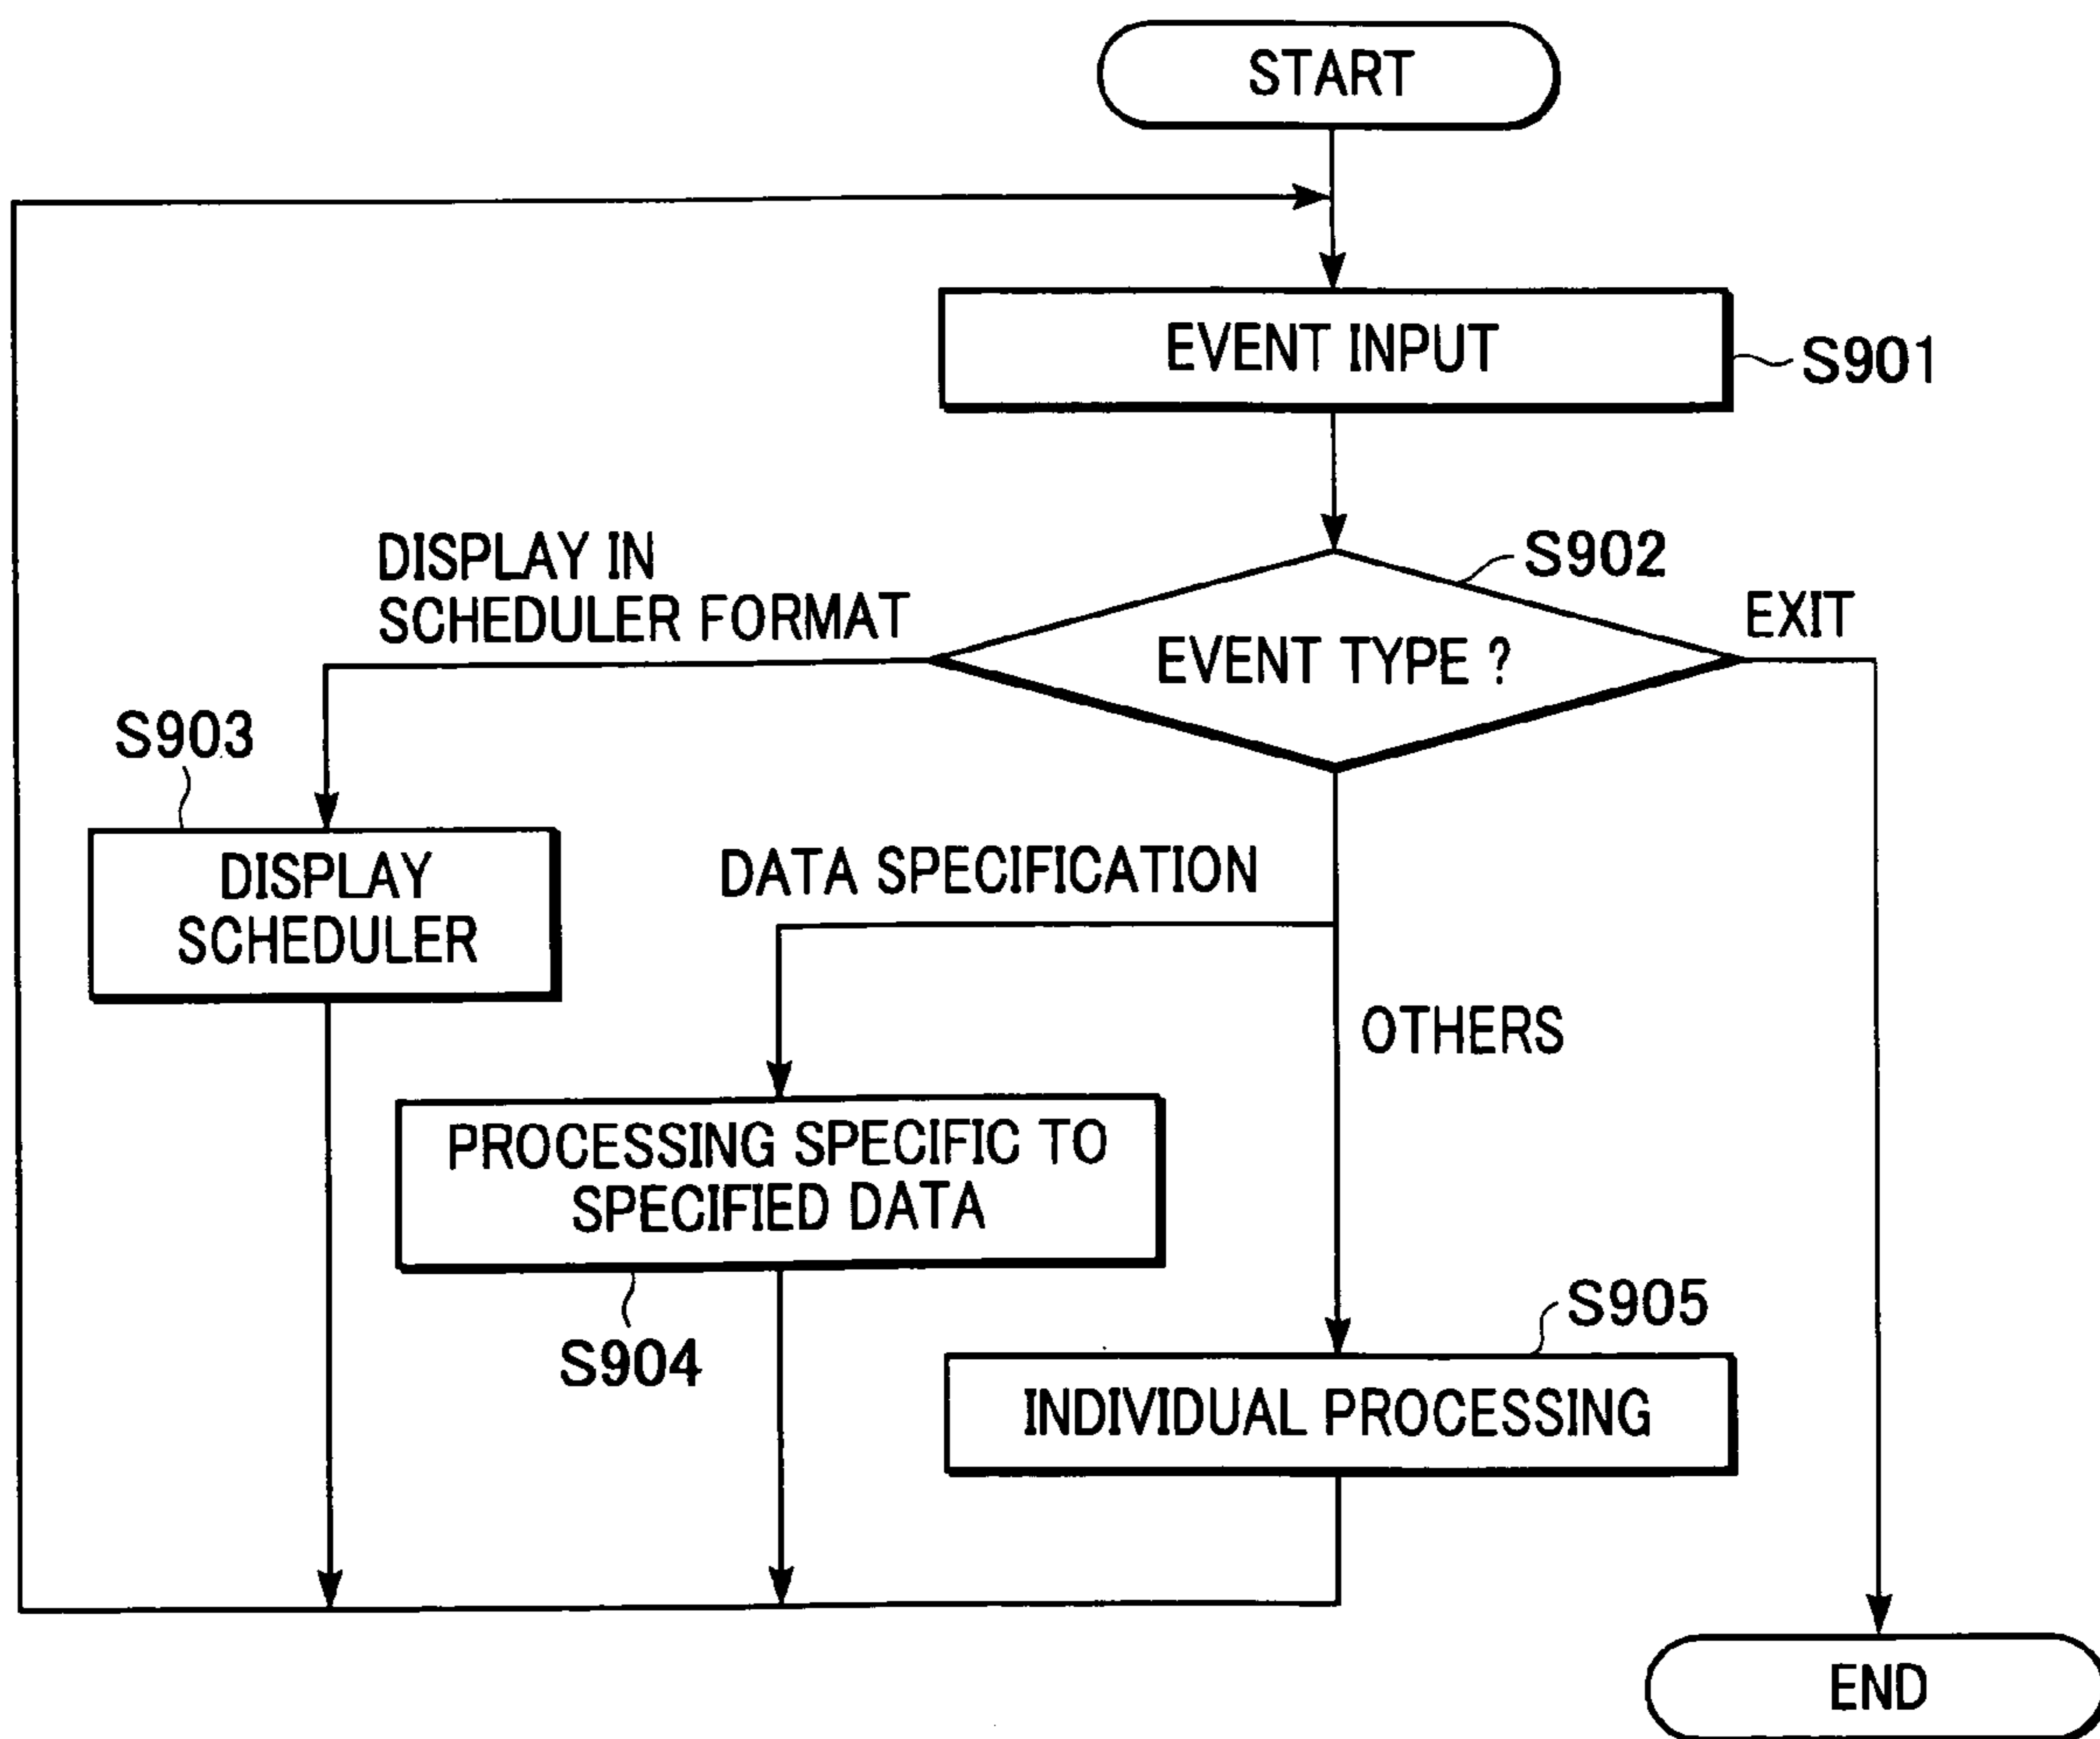 START
EVENT INPUT
S901
S902
DISPLAY IN
SCHEDULER FORMAT
EVENT TYPE ?
EXIT
S903
DISPLAY
SCHEDULER
DATA SPECIFICATION
OTHERS
PROCESSING SPECIFIC TO
SPECIFIED DATA
S904
S905
INDIVIDUAL PROCESSING
END